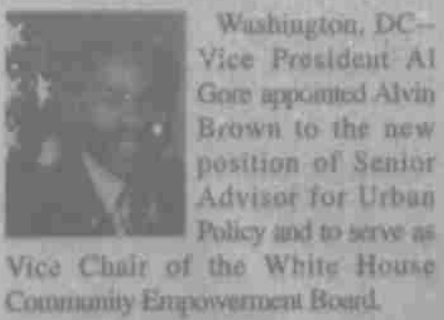 Washington, DC--
Vice President Al
Gore appointed Alvin
Brown to the new
position of Senior
Advisor for Urban
Policy and to serve as
Vice Chair of the White House
Community Empowerment Board.